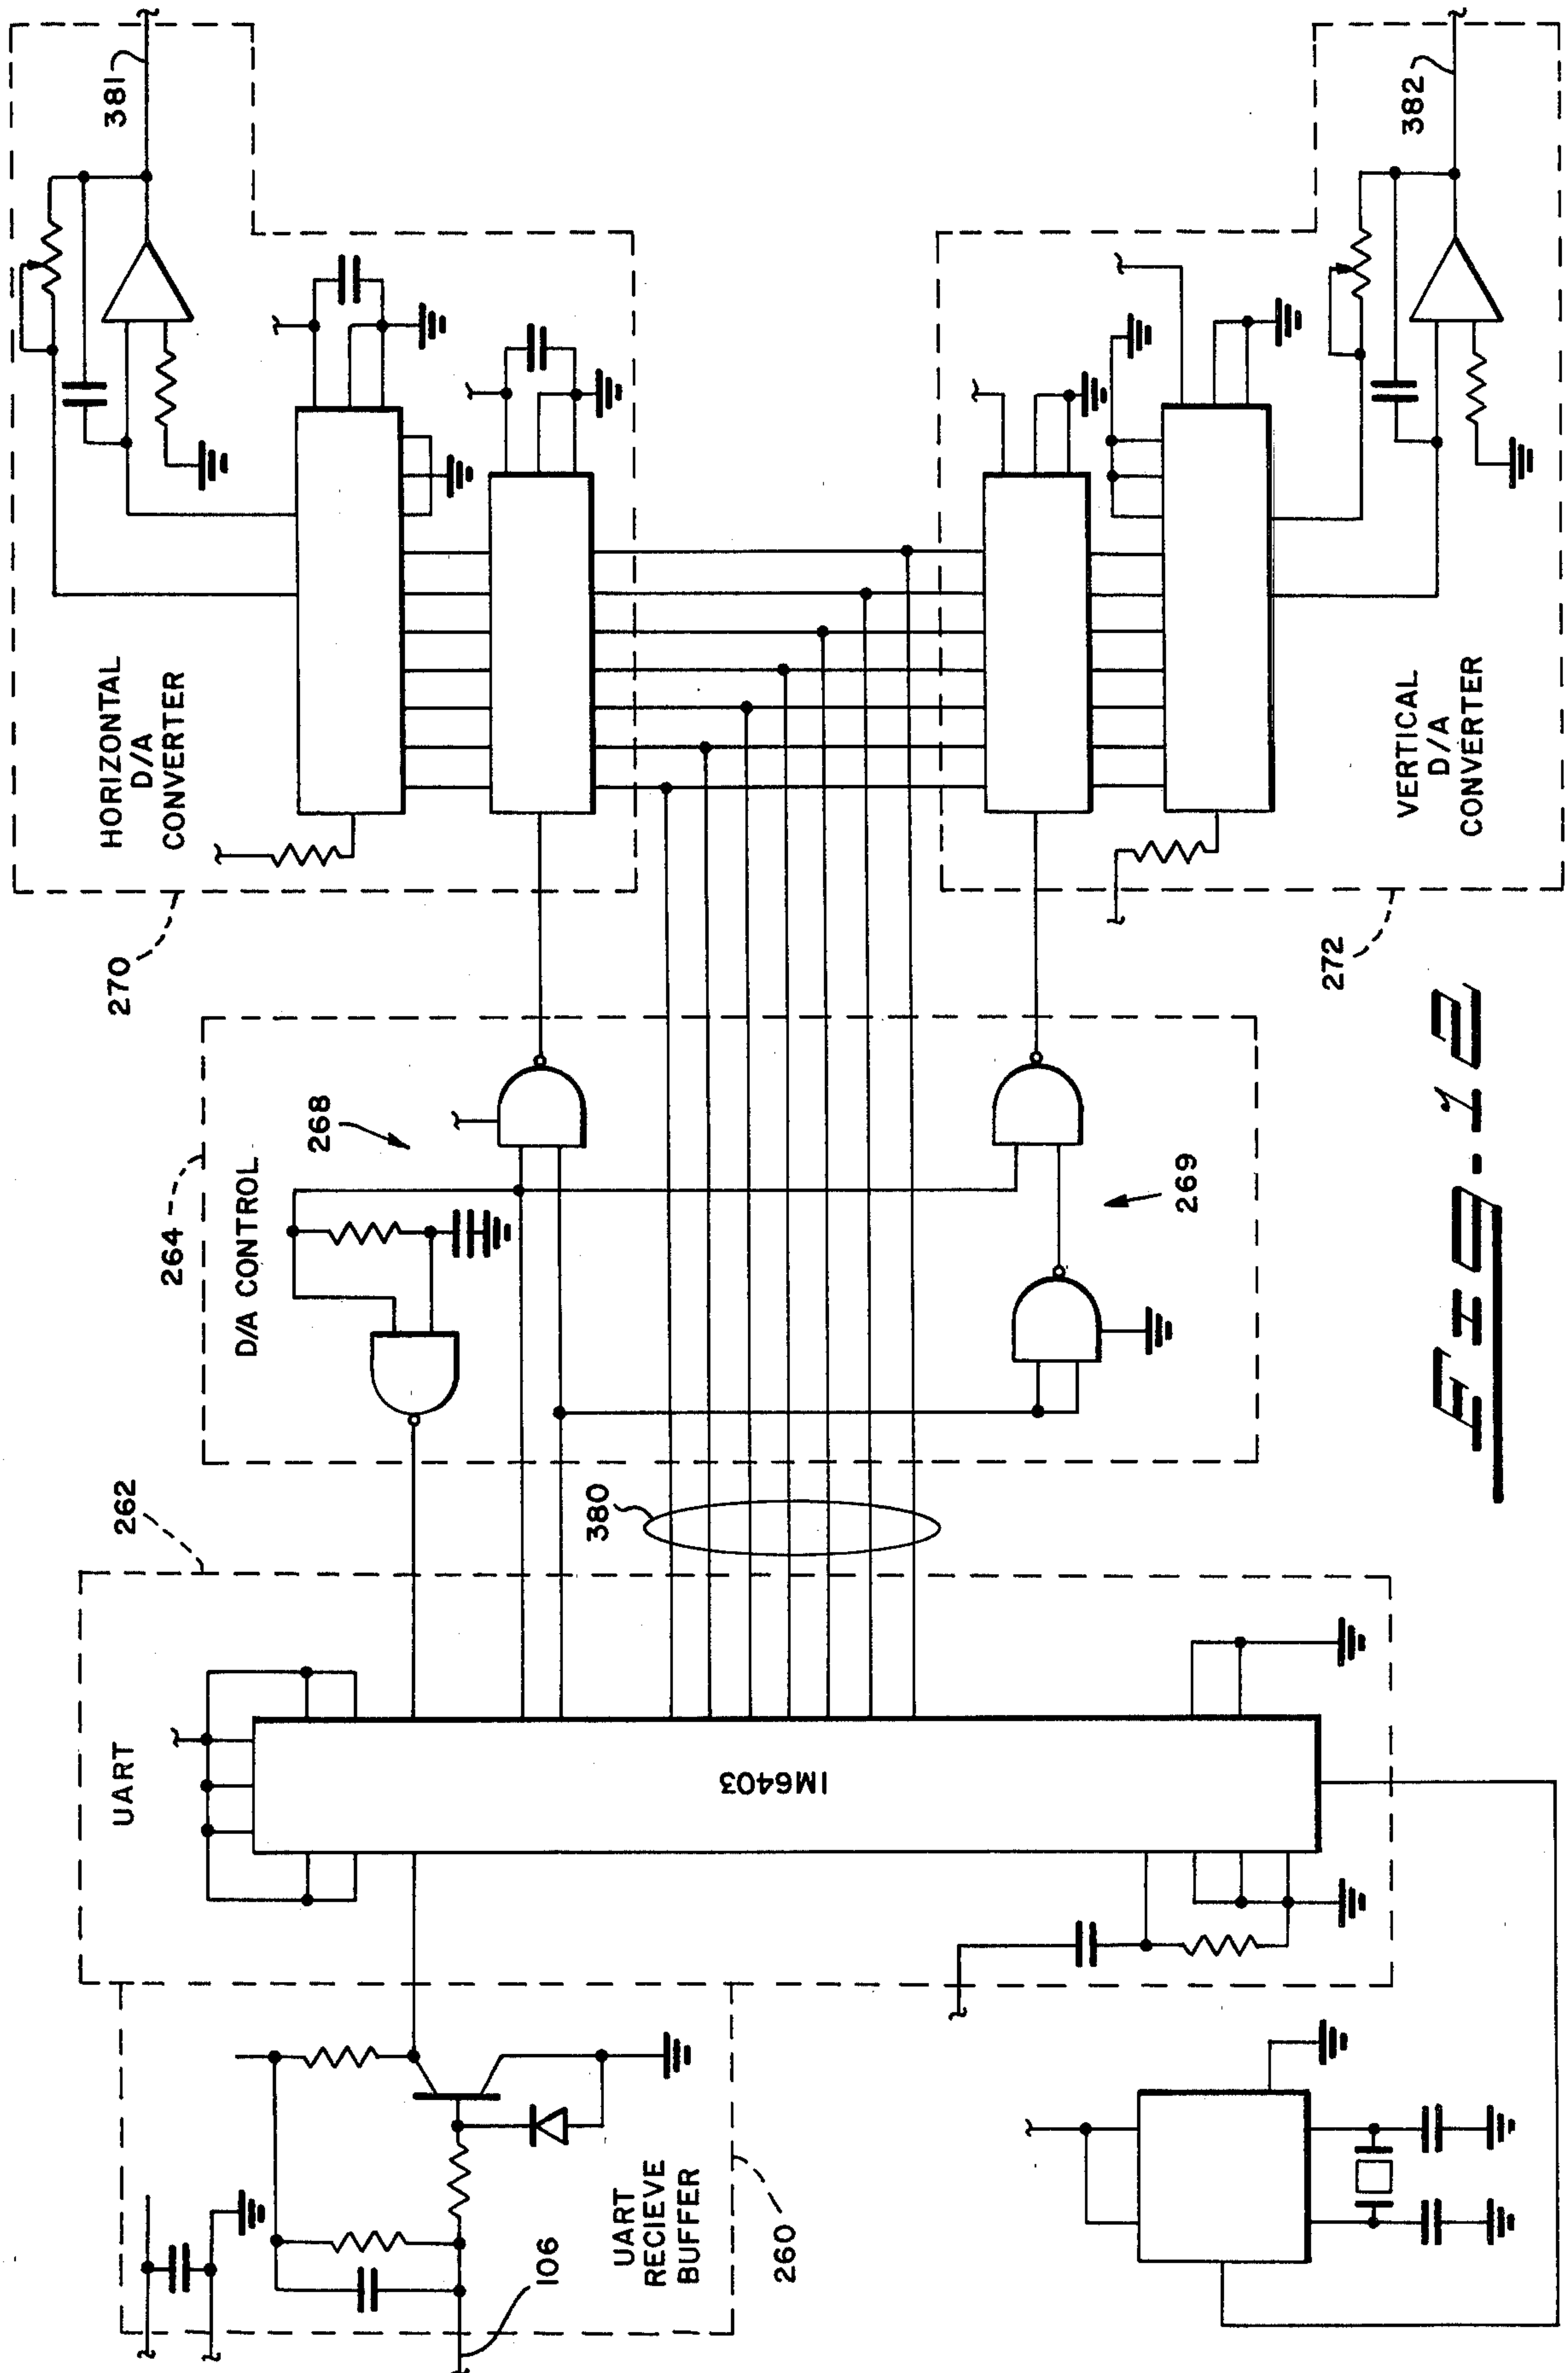 381
HORIZONTAL
D/A
CONVERTER
270
264
D/A CONTROL
268
269
262
UART
380
IM6403
UART
RECIEVE
BUFFER
260
106
382
VERTICAL
D/A
CONVERTER
272
FIG-12